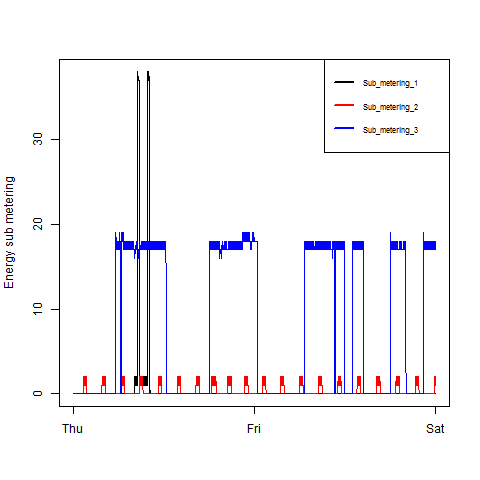 Sub_metering_1
Sub_metering_2
Sub_metering_3
Energy sub metering
30
20
10
0
Thu Fri Sat